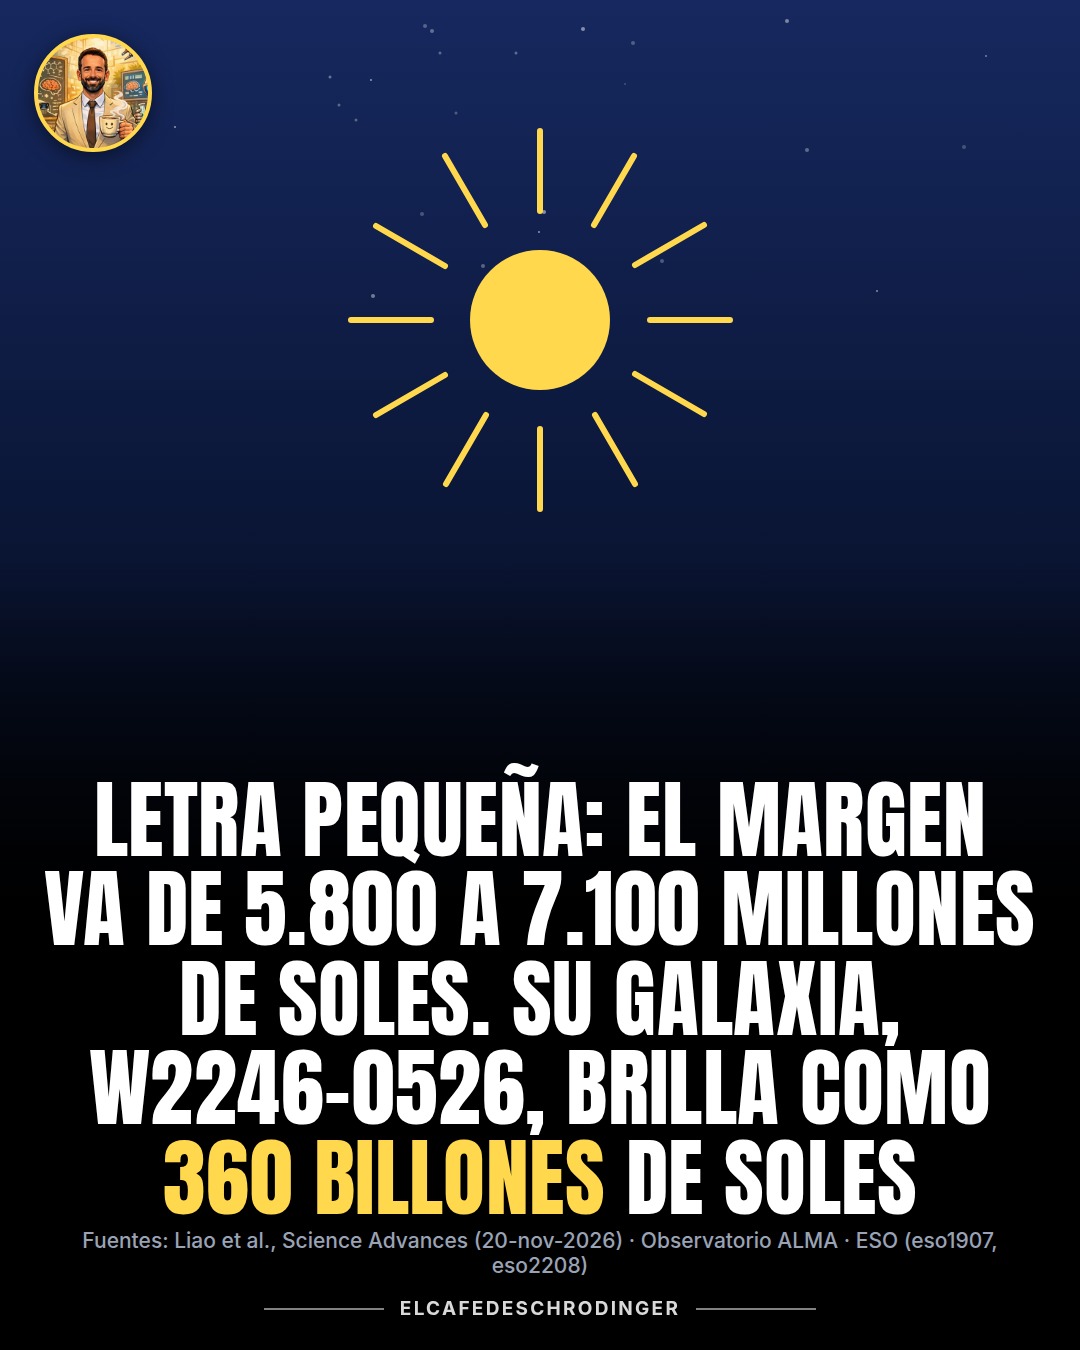 LETRA PEQUEÑA: EL MARGEN
VA DE 5.800 A 7.100 MILLONES
DE SOLES. SU GALAXIA,
W2246-0526, BRILLA COMO
360 BILLONES DE SOLES
Fuentes: Liao et al., Science Advances (20-nov-2026) · Observatorio ALMA · ESO (eso1907,
eso2208)
ELCAFEDESCHRODINGER